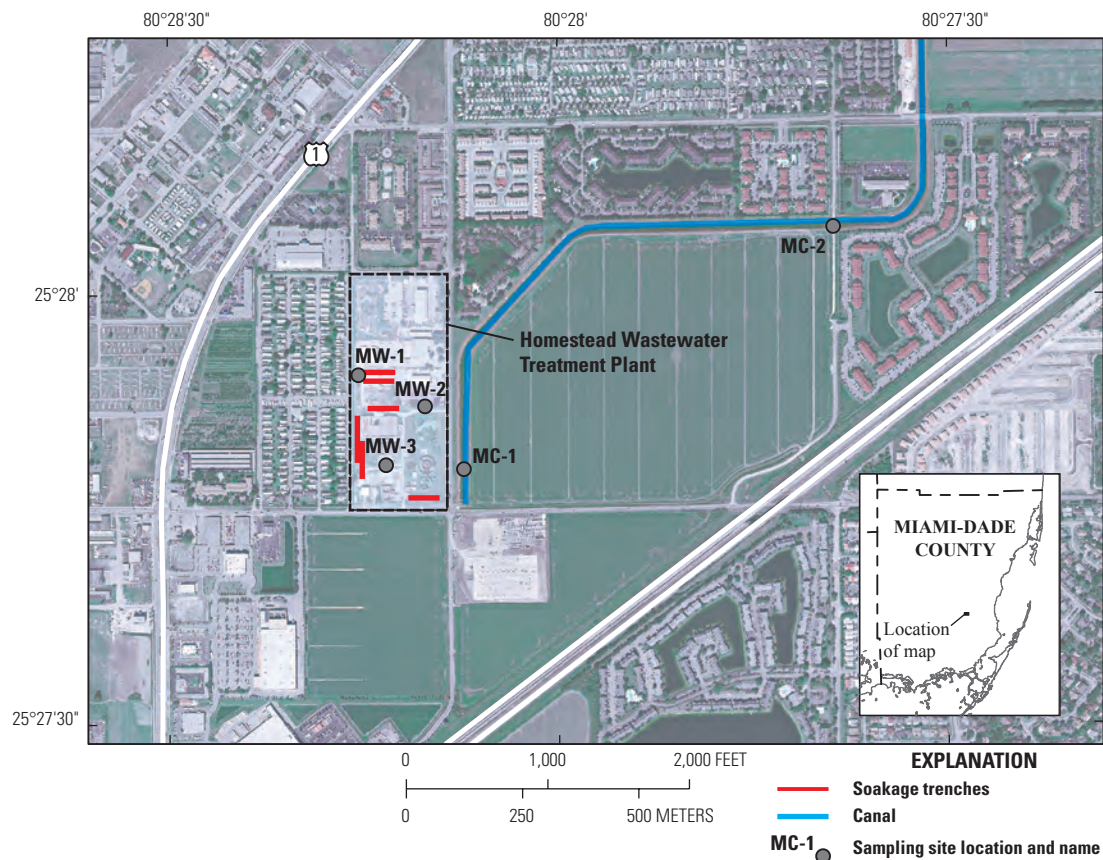 80°28'30"
80°28'
80°27'30"
1
MC-2
25°28'
Homestead Wastewater
Treatment Plant
MW-1
MW-2
MW-3
MC-1
MIAMI-DADE
COUNTY
Location
of map
25°27'30"
0 1,000 2,000 FEET
0 250 500 METERS
EXPLANATION
Soakage trenches
Canal
MC-1 Sampling site location and name